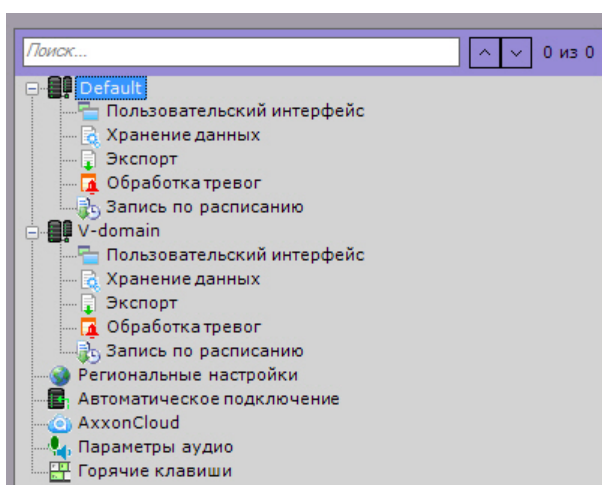 Поиск... 0 из 0
Default
Пользовательский интерфейс
Хранение данных
Экспорт
Обработка тревог
Запись по расписанию
V-domain
Пользовательский интерфейс
Хранение данных
Экспорт
Обработка тревог
Запись по расписанию
Региональные настройки
Автоматическое подключение
AxxonCloud
Параметры аудио
Горячие клавиши